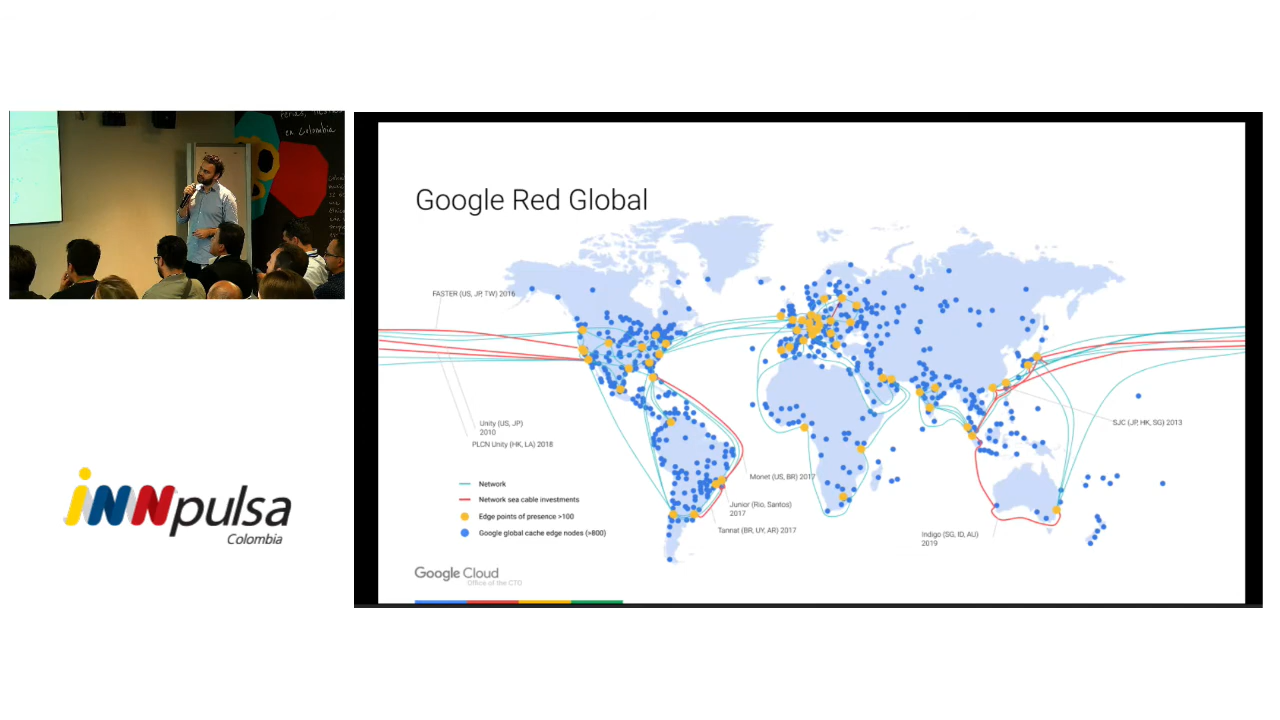 en Colombia
Google Red Global
FASTER (US, JP, TW) 2016
Unity (US, JP)
2010
PLCN Unity (HK, LA) 2018
SJC (JP, HK, SG) 2013
Monet (US, BR) 2017
Junior (Rio, Santos)
2017
Tannat (BR, UY, AR) 2017
Indigo (SG, ID, AU)
2019
Network
Network sea cable investments
Edge points of presence >100
Google global cache edge nodes (>800)
Google Cloud
Office of the CTO
iNNpulsa
Colombia